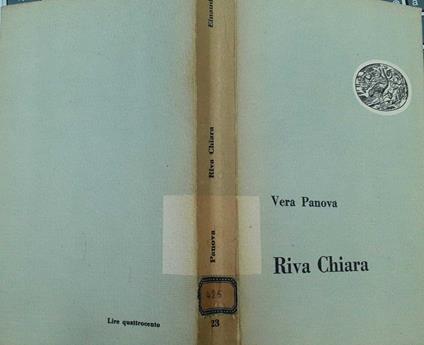 Lire quattrocento
Einaudi
Riva Chiara
Panova
23
Vera Panova
Riva Chiara